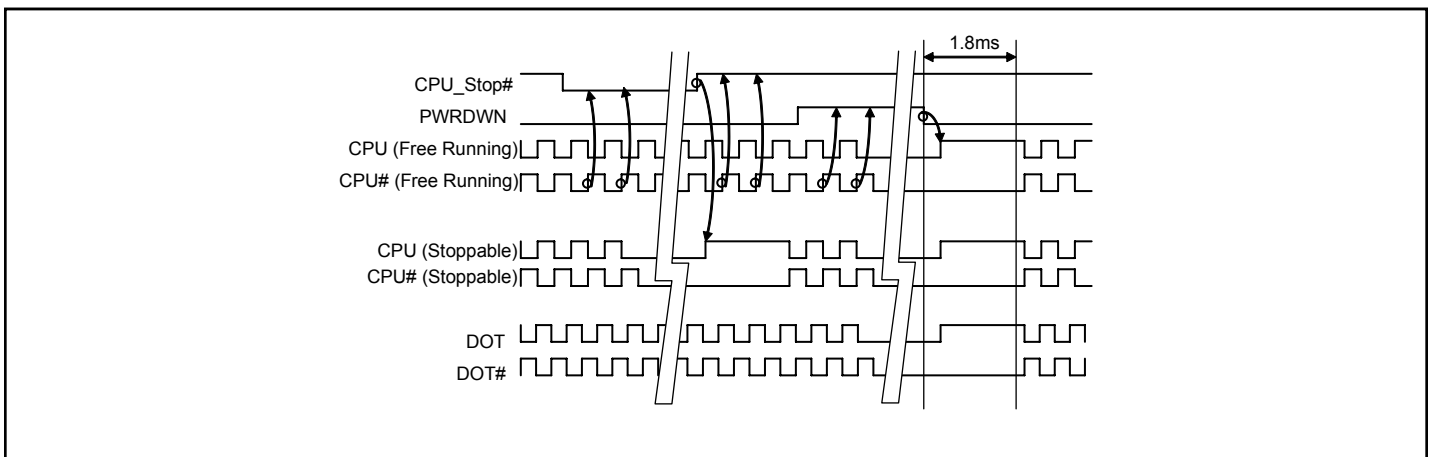 1.8ms
CPU_Stop#
PWRDWN
CPU (Free Running)
CPU# (Free Running)
CPU (Stoppable)
CPU# (Stoppable)
DOT
DOT#